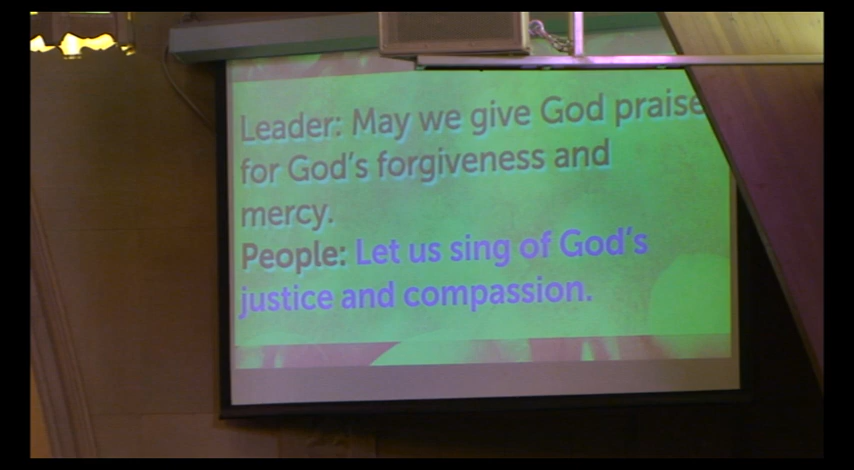 Leader: May we give God praise
for God's forgiveness and
mercy.
People: Let us sing of God's
justice and compassion.